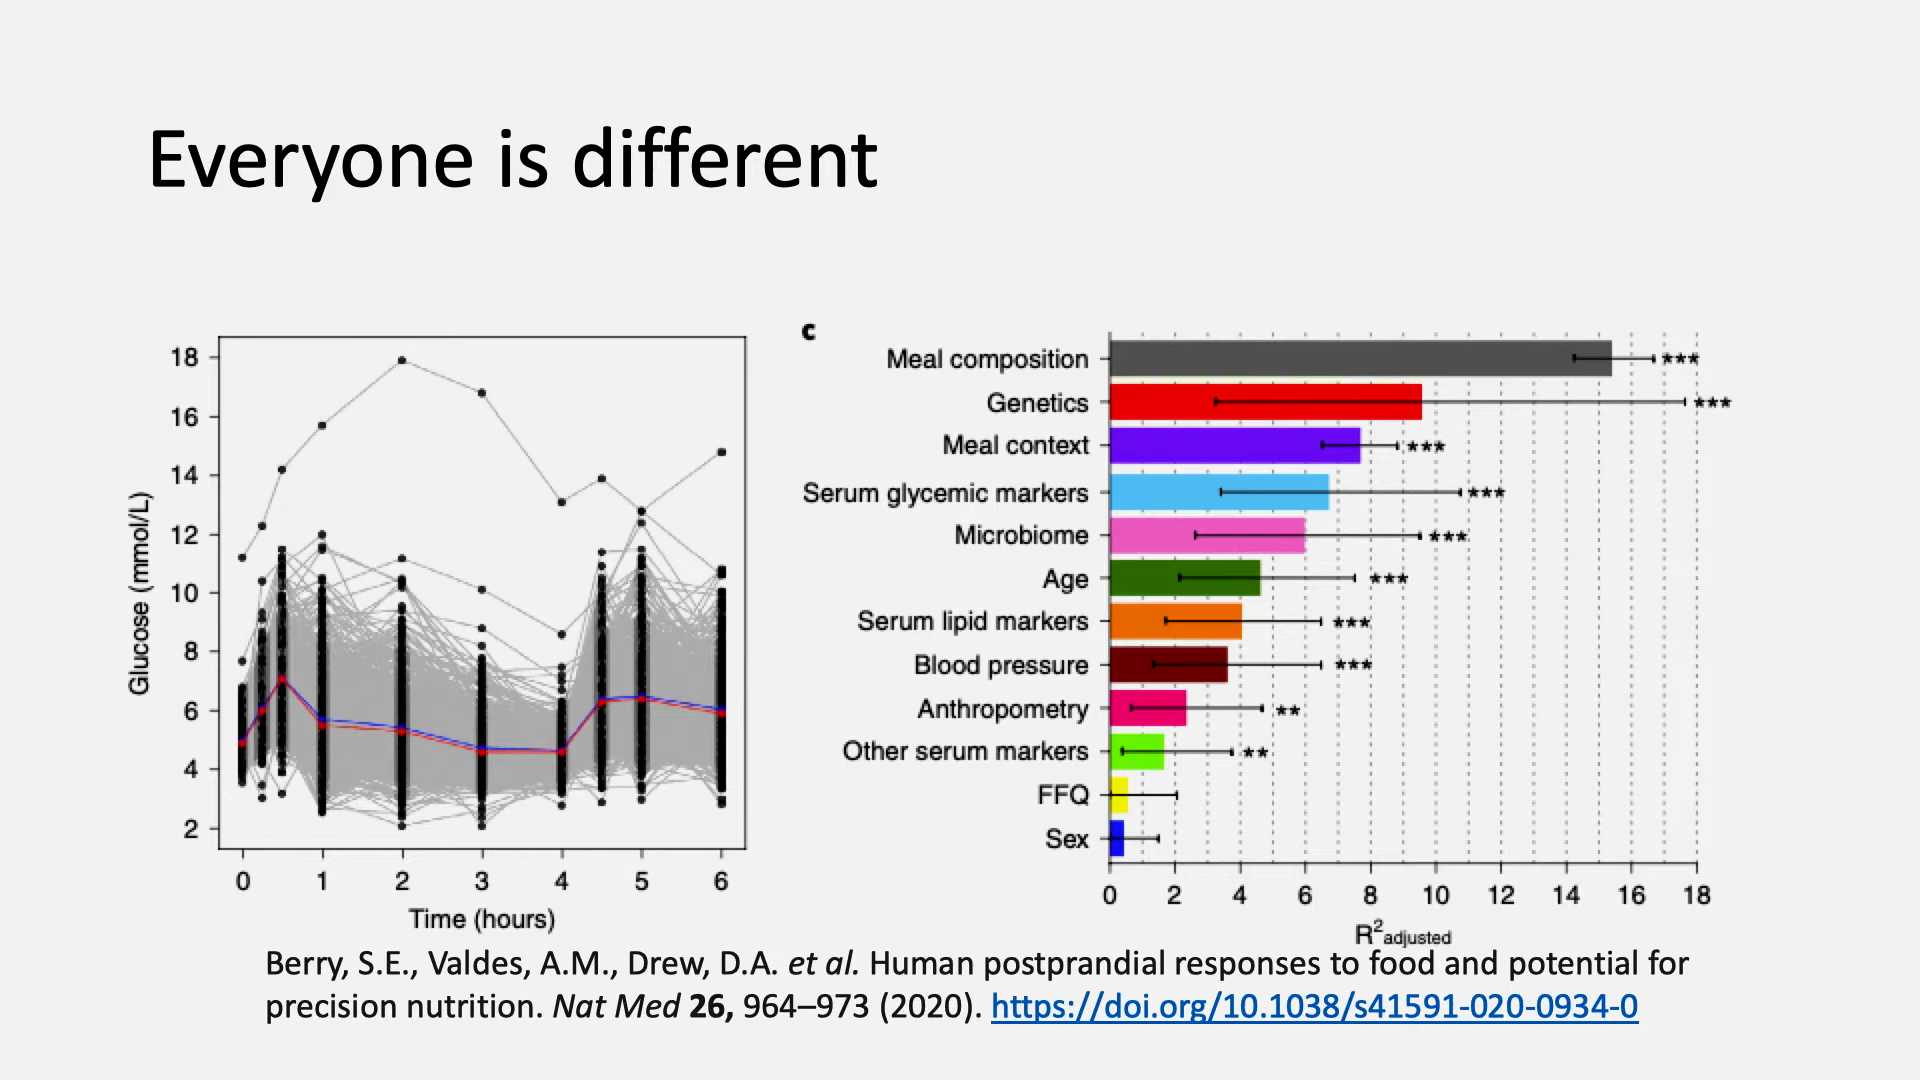 Everyone is different
18
16
14
12
10
8
6
4
2
Glucose (mmol/L)
0 1 2 3 4 5 6
Time (hours)
c
Meal composition ***
Genetics ***
Meal context ***
Serum glycemic markers ***
Microbiome ***
Age ***
Serum lipid markers ***
Blood pressure ***
Anthropometry **
Other serum markers **
FFQ
Sex
0 2 4 6 8 10 12 14 16 18
R²adjusted
Berry, S.E., Valdes, A.M., Drew, D.A. et al. Human postprandial responses to food and potential for
precision nutrition. Nat Med 26, 964–973 (2020). https://doi.org/10.1038/s41591-020-0934-0